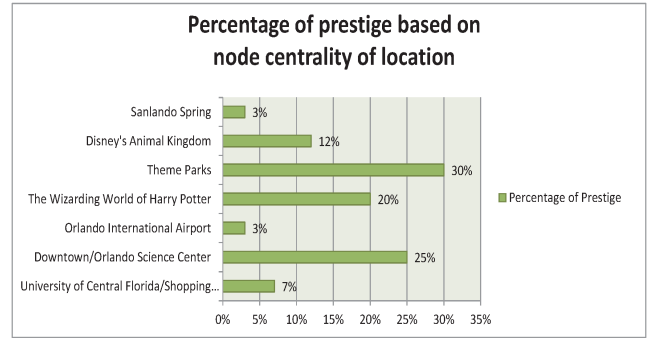 Percentage of prestige based on
node centrality of location
Sanlando Spring
3%
Disney's Animal Kingdom
12%
Theme Parks
30%
The Wizarding World of Harry Potter
20%
Orlando International Airport
3%
Downtown/Orlando Science Center
25%
University of Central Florida/Shopping...
7%
0% 5% 10% 15% 20% 25% 30% 35%
Percentage of Prestige